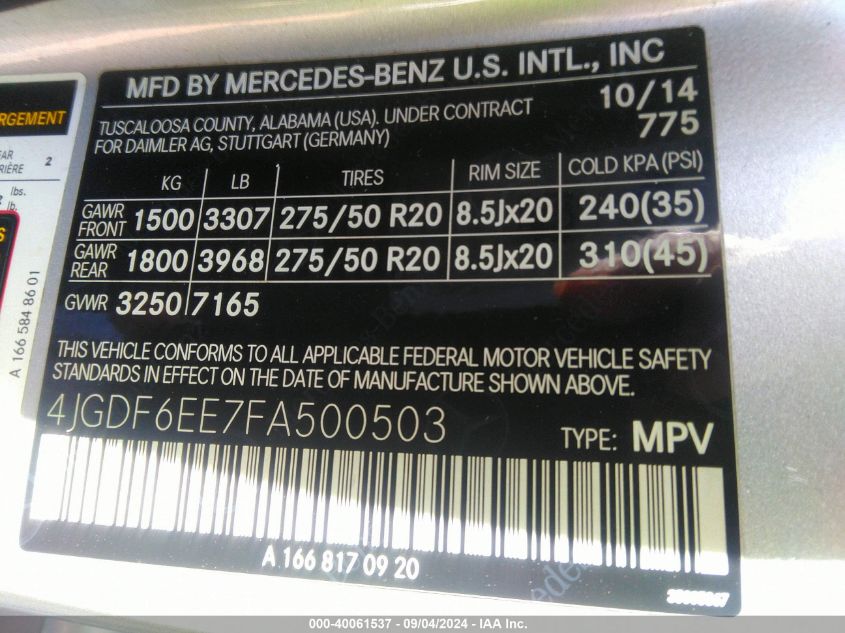 MFD BY MERCEDES-BENZ U.S. INTL., INC
10/14
TUSCALOOSA COUNTY, ALABAMA (USA). UNDER CONTRACT
775
FOR DAIMLER AG, STUTTGART (GERMANY)
KG LB TIRES RIM SIZE COLD KPA (PSI)
GAWR FRONT 1500 3307 275/50 R20 8.5Jx20 240(35)
GAWR REAR 1800 3968 275/50 R20 8.5Jx20 310(45)
GVWR 3250 7165
THIS VEHICLE CONFORMS TO ALL APPLICABLE FEDERAL MOTOR VEHICLE SAFETY
STANDARDS IN EFFECT ON THE DATE OF MANUFACTURE SHOWN ABOVE.
4JGDF6EE7FA500503
TYPE: MPV
A 166 817 09 20
RGEMENT
2
lbs.
lb.
A 166 584 86 01
000-40061537 - 09/04/2024 - IAA Inc.